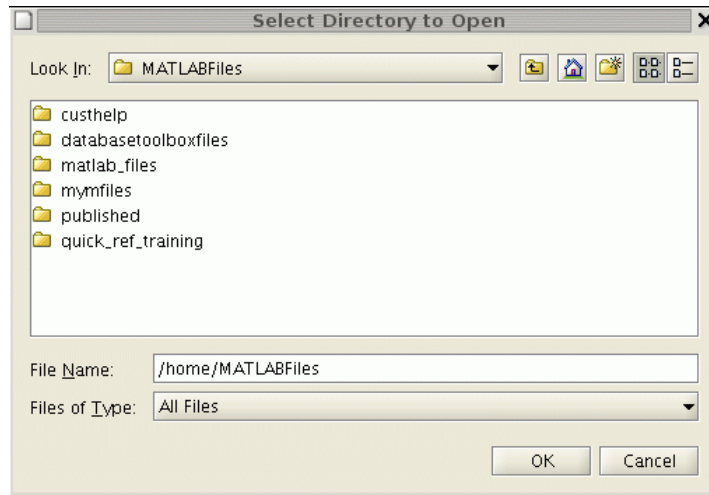 Select Directory to Open
Look In: MATLABFiles
custhelp
databasetoolboxfiles
matlab_files
mymfiles
published
quick_ref_training
File Name: /home/MATLABFiles
Files of Type: All Files
OK Cancel